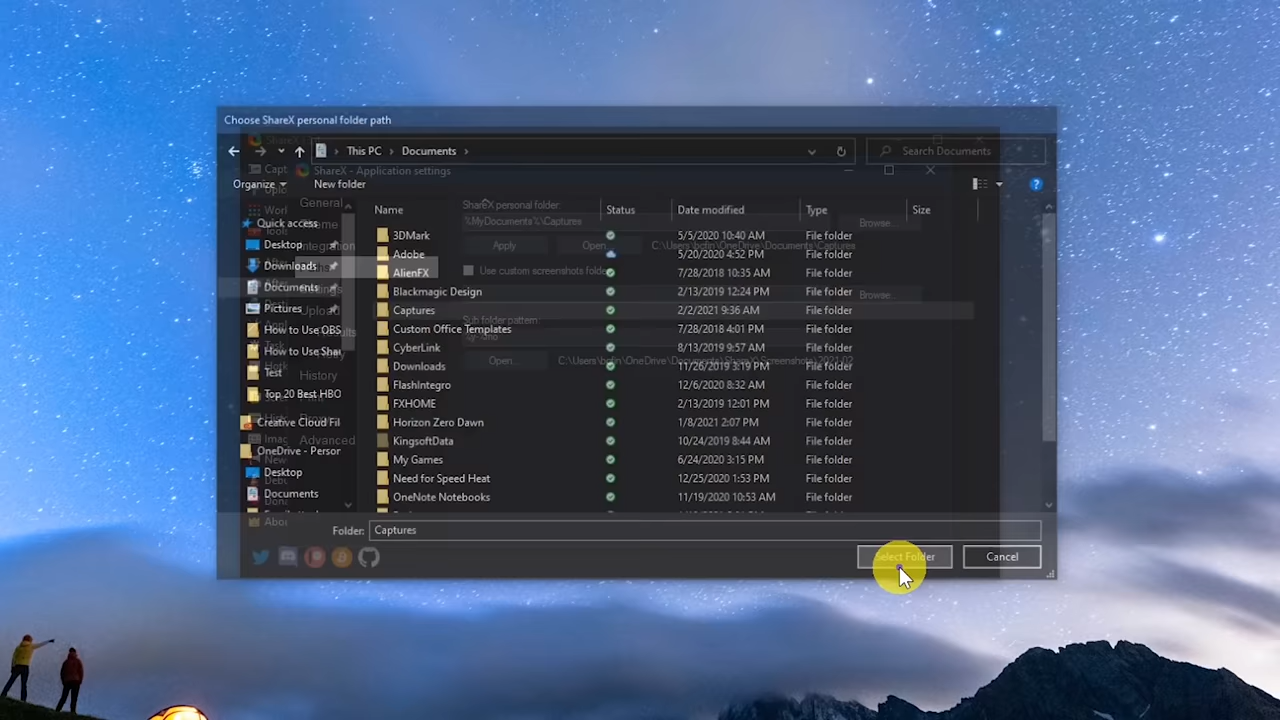 Choose ShareX personal folder path
This PC › Documents ›
Search Documents
ShareX - Application settings
Organize
New folder
General
Theme
Integration
Upload
History
Proxy
Advanced
Quick access
Desktop
Downloads
Documents
Pictures
How to Use OBS
How to Use Shar
Test
Top 20 Best HBO
Creative Cloud Fil
OneDrive - Person
Desktop
Documents
Name Status Date modified Type Size
3DMark 5/5/2020 10:40 AM File folder
Adobe 5/20/2020 4:52 PM File folder
AlienFX 7/28/2018 10:35 AM File folder
Blackmagic Design 2/13/2019 12:24 PM File folder
Captures 2/2/2021 9:36 AM File folder
Custom Office Templates 7/28/2018 4:01 PM File folder
CyberLink 8/13/2019 9:57 AM File folder
Downloads 11/26/2019 3:19 PM File folder
FlashIntegro 12/6/2020 8:32 AM File folder
FXHOME 2/13/2019 12:01 PM File folder
Horizon Zero Dawn 1/8/2021 2:07 PM File folder
KingsoftData 10/24/2019 8:44 AM File folder
My Games 6/24/2020 3:15 PM File folder
Need for Speed Heat 12/25/2020 1:53 PM File folder
OneNote Notebooks 11/19/2020 10:53 AM File folder
ShareX personal folder:
%MyDocuments%\Captures
Browse...
Apply
Open...
C:\Users\bcfin\OneDrive\Documents\Captures
Use custom screenshots folder
Browse...
Sub folder pattern
Open...
C:\Users\bcfin\OneDrive\Documents\ShareX\Screenshots\2021-02
Folder:
Captures
Select Folder
Cancel